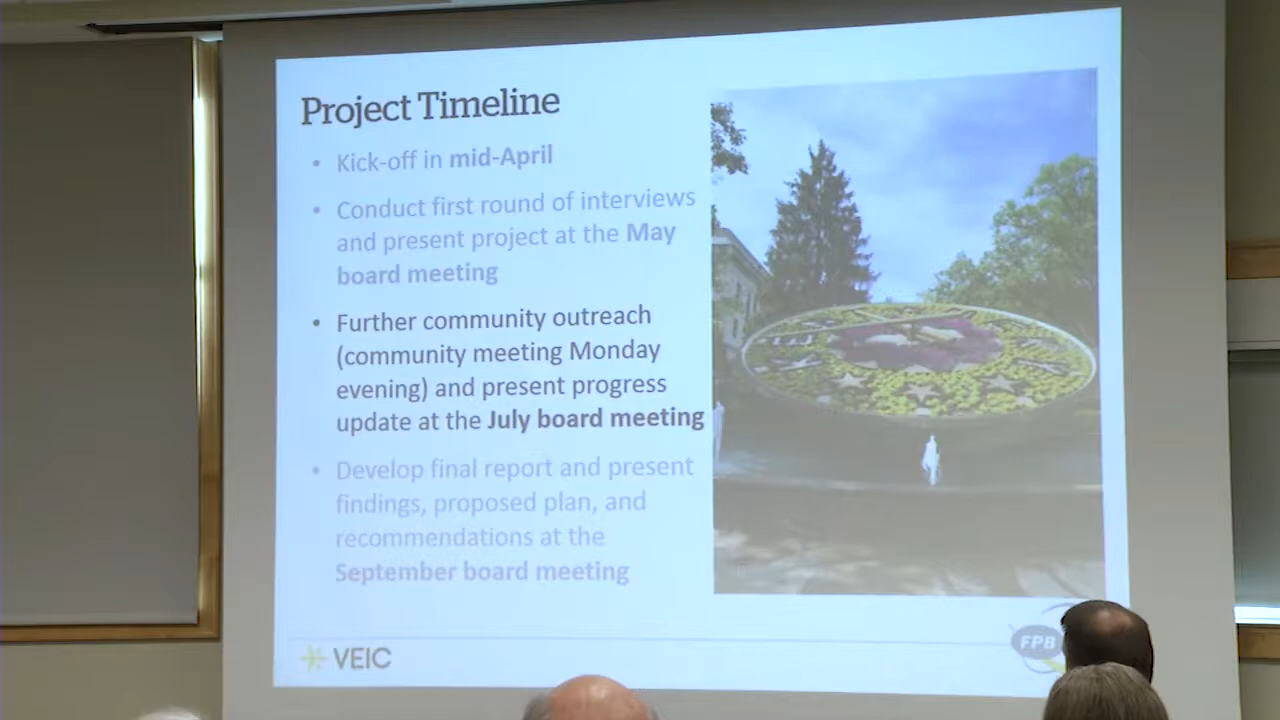 Project Timeline
• Kick-off in mid-April
• Conduct first round of interviews
and present project at the May
board meeting
• Further community outreach
(community meeting Monday
evening) and present progress
update at the July board meeting
• Develop final report and present
findings, proposed plan, and
recommendations at the
September board meeting
VEIC
FPB